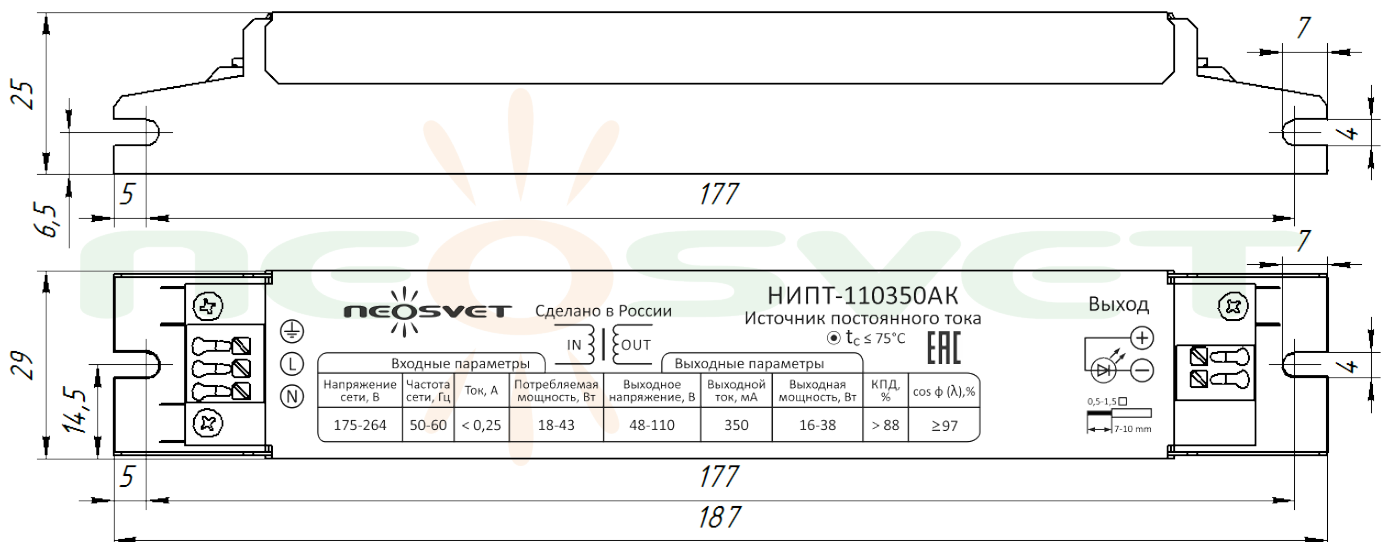 25
6,5
5
177
7
4
neosvet
7
29
14,5
neosvet
Сделано в России
IN
OUT
НИПТ-110350АК
Источник постоянного тока
tc ≤ 75°C
EAC
Выход
+
−
L
N
Входные параметры
Выходные параметры
Напряжение сети, В
Частота сети, Гц
Ток, А
Потребляемая мощность, Вт
Выходное напряжение, В
Выходной ток, мА
Выходная мощность, Вт
КПД, %
cos ф (λ),%
175-264
50-60
< 0,25
18-43
48-110
350
16-38
> 88
≥97
0,5-1,5
7-10 mm
4
5
177
187